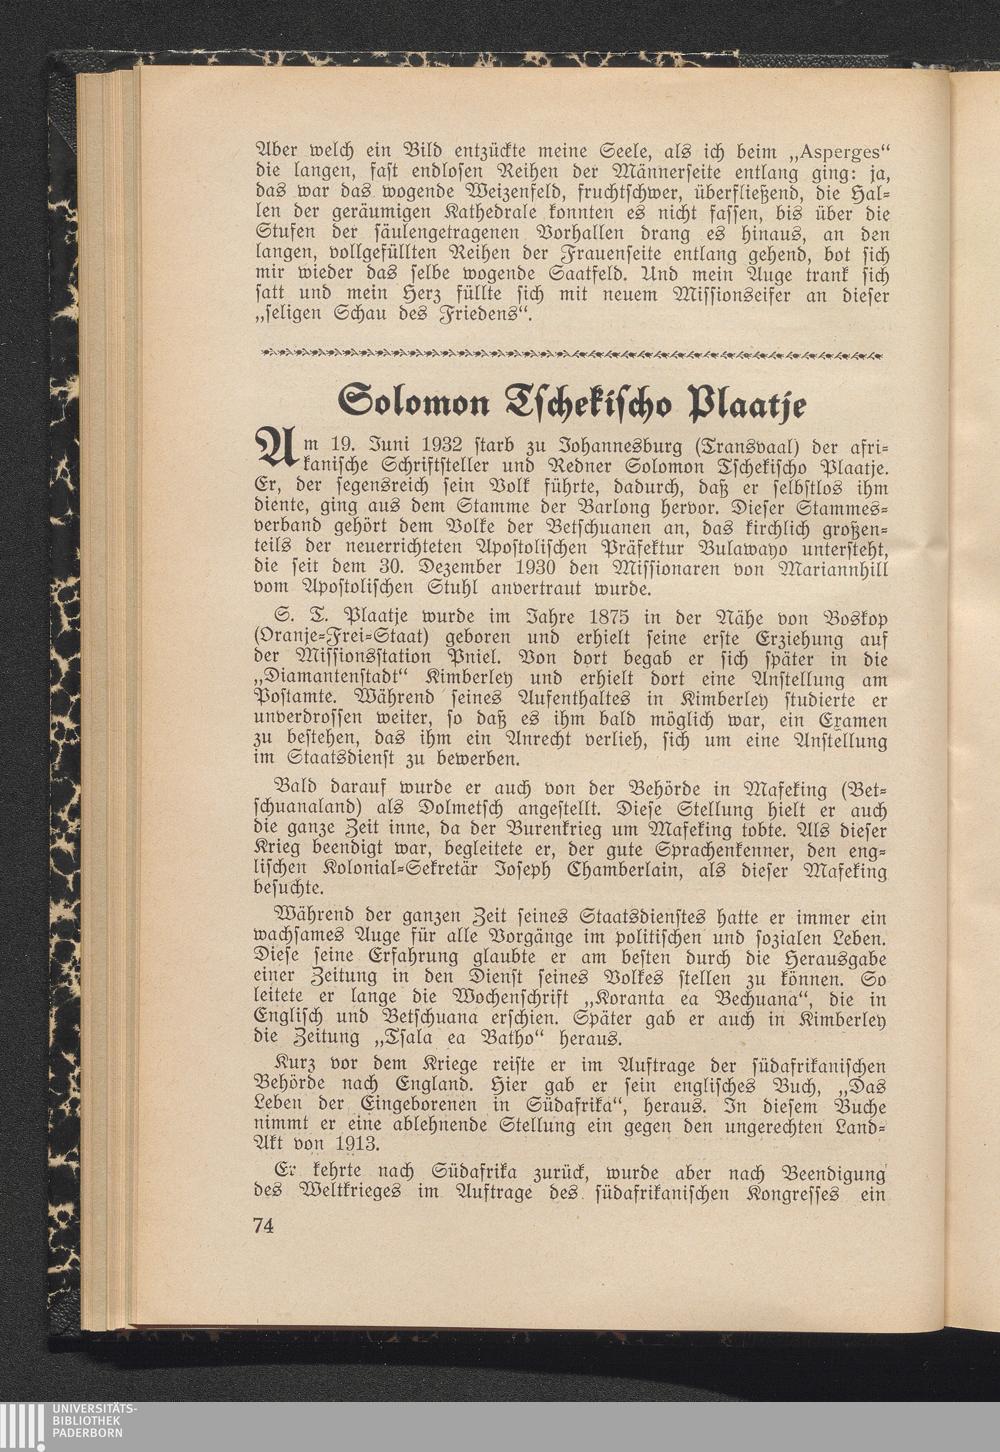 Aber welch ein Bild entzückte meine Seele, als ich beim „Asperges“
die langen, fast endlosen Reihen der Männerseite entlang ging: ja,
das war das wogende Weizenfeld, fruchtschwer, überfließend, die Hal-
len der geräumigen Kathedrale konnten es nicht fassen, bis über die
Stufen der säulengetragenen Vorhallen drang es hinaus, an den
langen, vollgefüllten Reihen der Frauenseite entlang gehend, bot sich
mir wieder das selbe wogende Saatfeld. Und mein Auge trank sich
satt und mein Herz füllte sich mit neuem Missionseifer an dieser
„seligen Schau des Friedens“.
Solomon Tschekischo Plaatje
Am 19. Juni 1932 starb zu Johannesburg (Transvaal) der afri-
kanische Schriftsteller und Redner Solomon Tschekischo Plaatje.
Er, der segensreich sein Volk führte, dadurch, daß er selbstlos ihm
diente, ging aus dem Stamme der Barlong hervor. Dieser Stammes-
verband gehört dem Volke der Betschuanen an, das kirchlich großen-
teils der neuerrichteten Apostolischen Präfektur Bulawayo untersteht,
die seit dem 30. Dezember 1930 den Missionaren von Mariannhill
vom Apostolischen Stuhl anvertraut wurde.
S. T. Plaatje wurde im Jahre 1875 in der Nähe von Boskop
(Oranje-Frei-Staat) geboren und erhielt seine erste Erziehung auf
der Missionsstation Pniel. Von dort begab er sich später in die
„Diamantenstadt“ Kimberley und erhielt dort eine Anstellung am
Postamte. Während seines Aufenthaltes in Kimberley studierte er
unverdrossen weiter, so daß es ihm bald möglich war, ein Examen
zu bestehen, das ihm ein Anrecht verlieh, sich um eine Anstellung
im Staatsdienst zu bewerben.
Bald darauf wurde er auch von der Behörde in Mafeking (Bet-
schuanaland) als Dolmetsch angestellt. Diese Stellung hielt er auch
die ganze Zeit inne, da der Burenkrieg um Mafeking tobte. Als dieser
Krieg beendigt war, begleitete er, der gute Sprachenkenner, den eng-
lischen Kolonial-Sekretär Joseph Chamberlain, als dieser Mafeking
besuchte.
Während der ganzen Zeit seines Staatsdienstes hatte er immer ein
wachsames Auge für alle Vorgänge im politischen und sozialen Leben.
Diese seine Erfahrung glaubte er am besten durch die Herausgabe
einer Zeitung in den Dienst seines Volkes stellen zu können. So
leitete er lange die Wochenschrift „Koranta ea Bechuana“, die in
Englisch und Betschuana erschien. Später gab er auch in Kimberley
die Zeitung „Tsala ea Batho“ heraus.
Kurz vor dem Kriege reiste er im Auftrage der südafrikanischen
Behörde nach England. Hier gab er sein englisches Buch, „Das
Leben der Eingeborenen in Südafrika“, heraus. In diesem Buche
nimmt er eine ablehnende Stellung ein gegen den ungerechten Land-
Akt von 1913.
Er kehrte nach Südafrika zurück, wurde aber nach Beendigung
des Weltkrieges im Auftrage des südafrikanischen Kongresses ein
74
UNIVERSITÄTS-
BIBLIOTHEK
PADERBORN